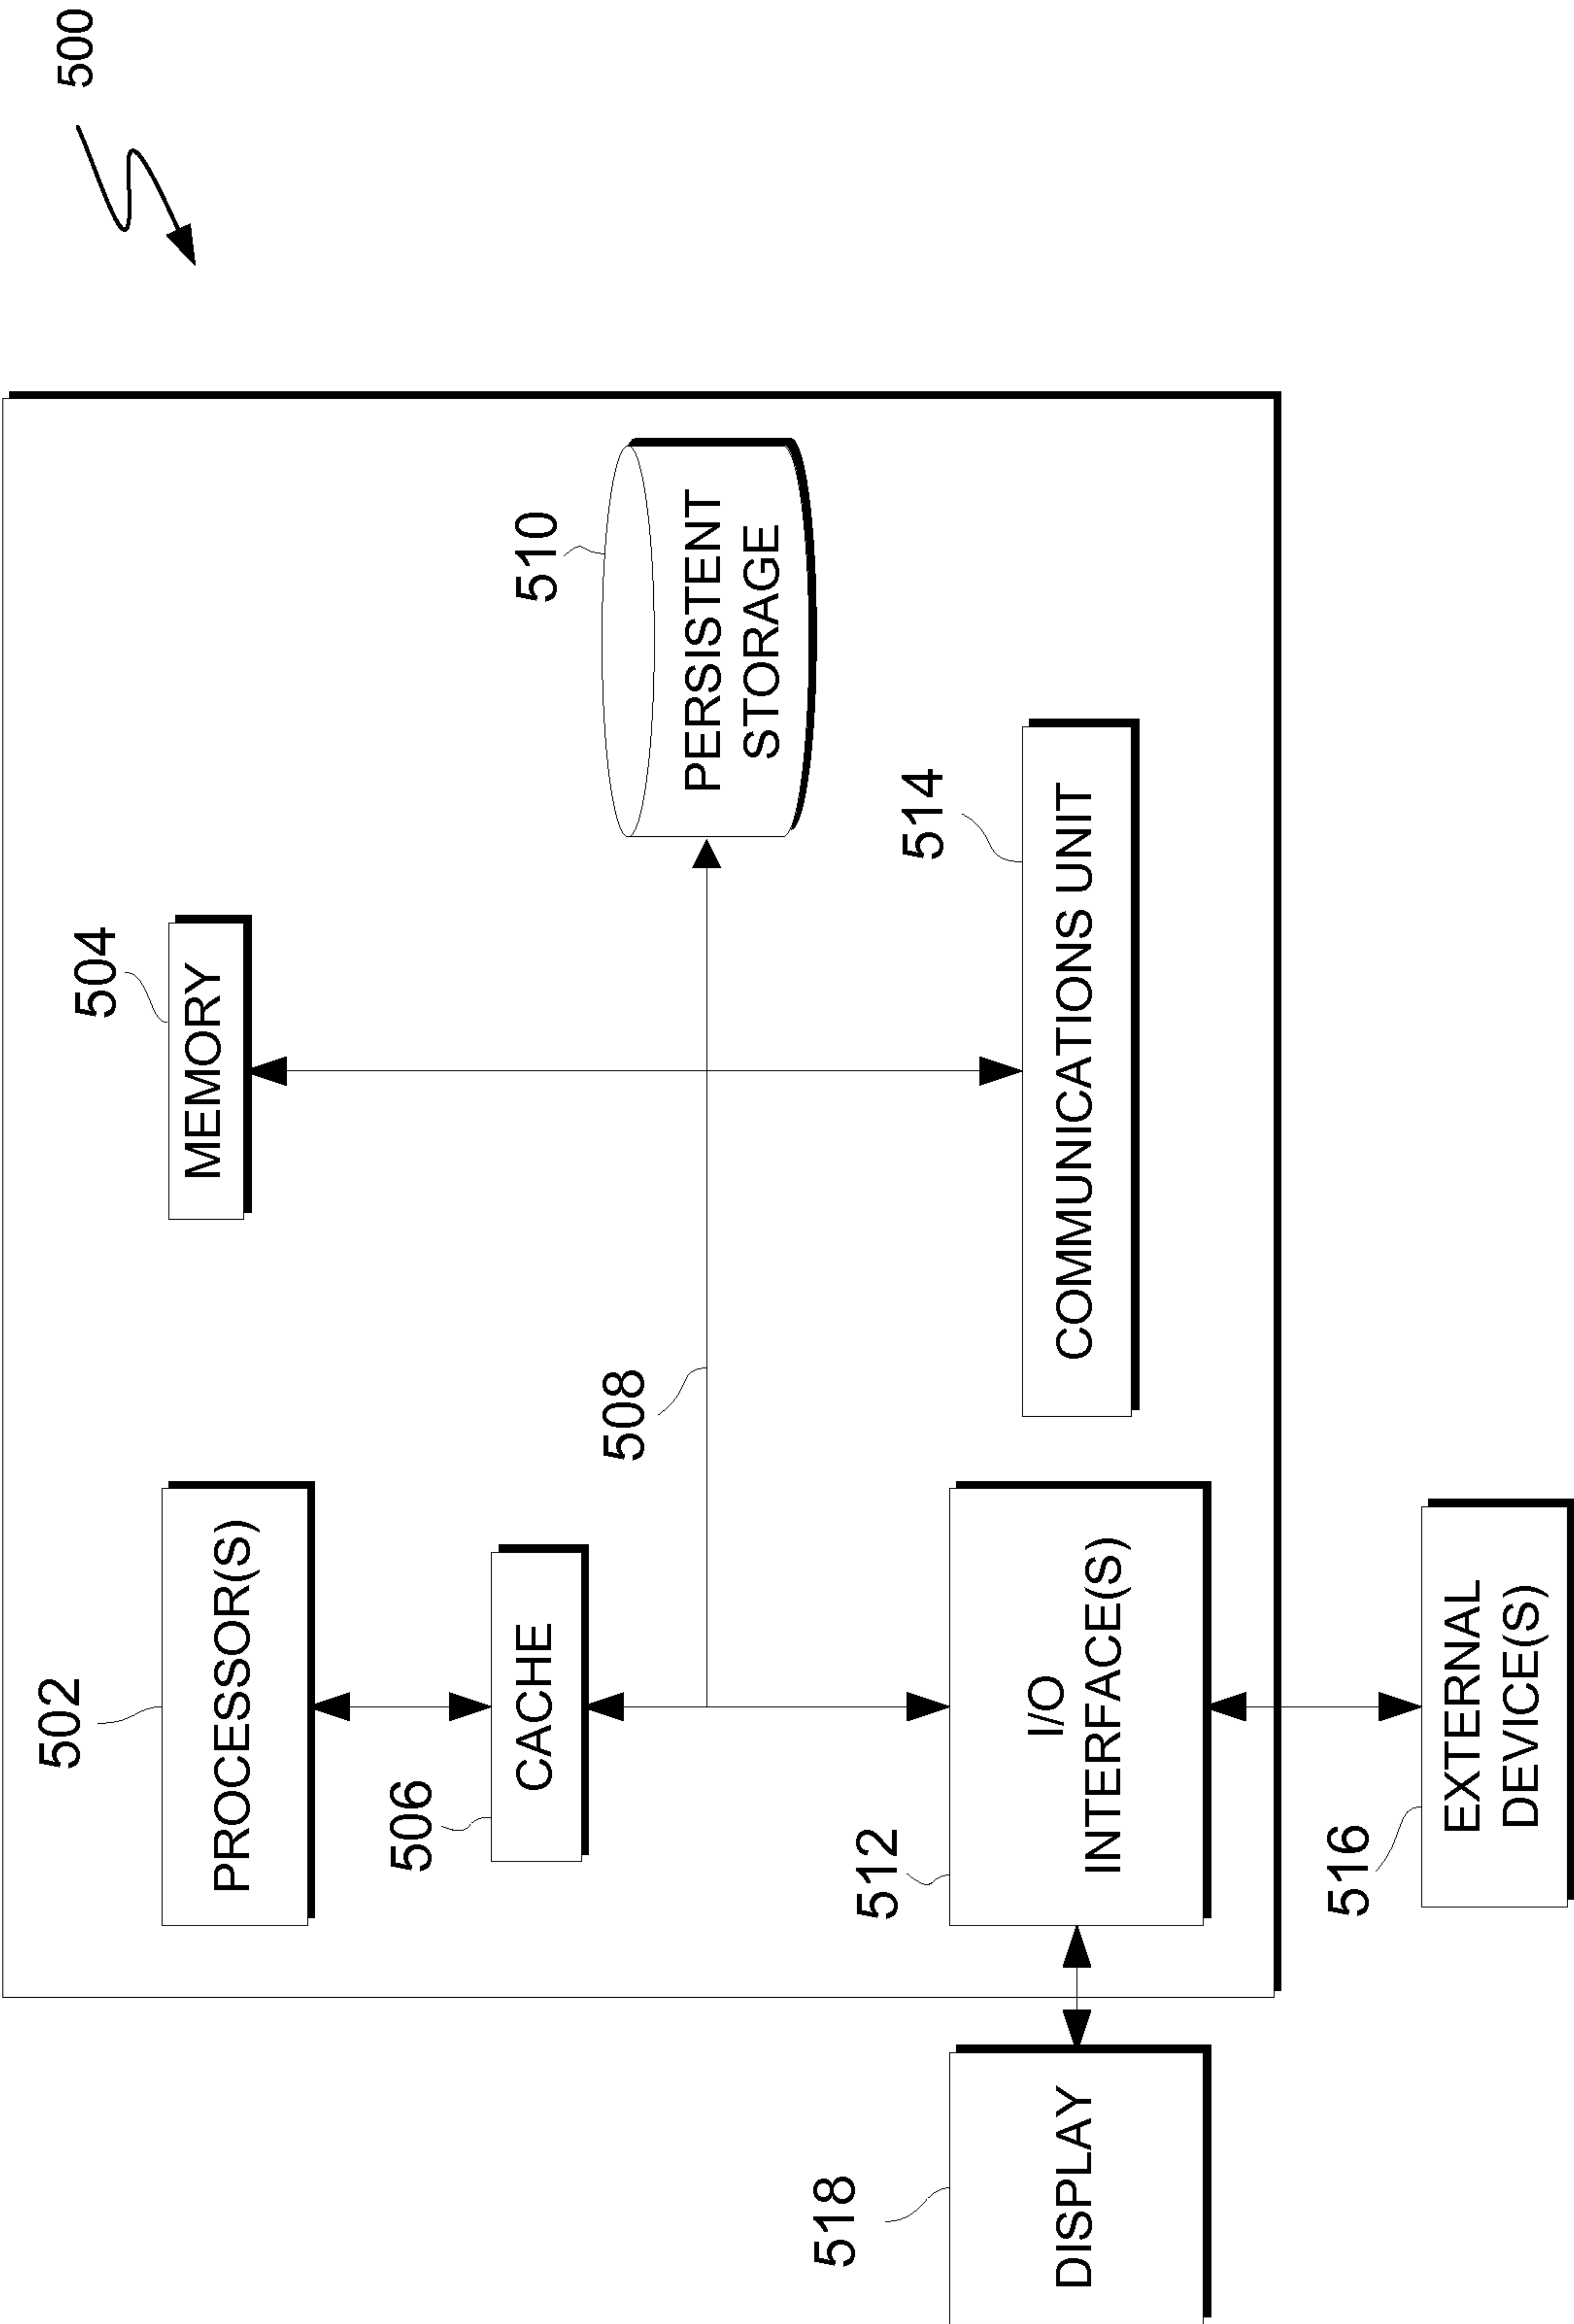 500
502
PROCESSOR(S)
504
MEMORY
506
CACHE
510
PERSISTENT
STORAGE
508
518
DISPLAY
512
I/O
INTERFACE(S)
514
COMMUNICATIONS UNIT
516
EXTERNAL
DEVICE(S)